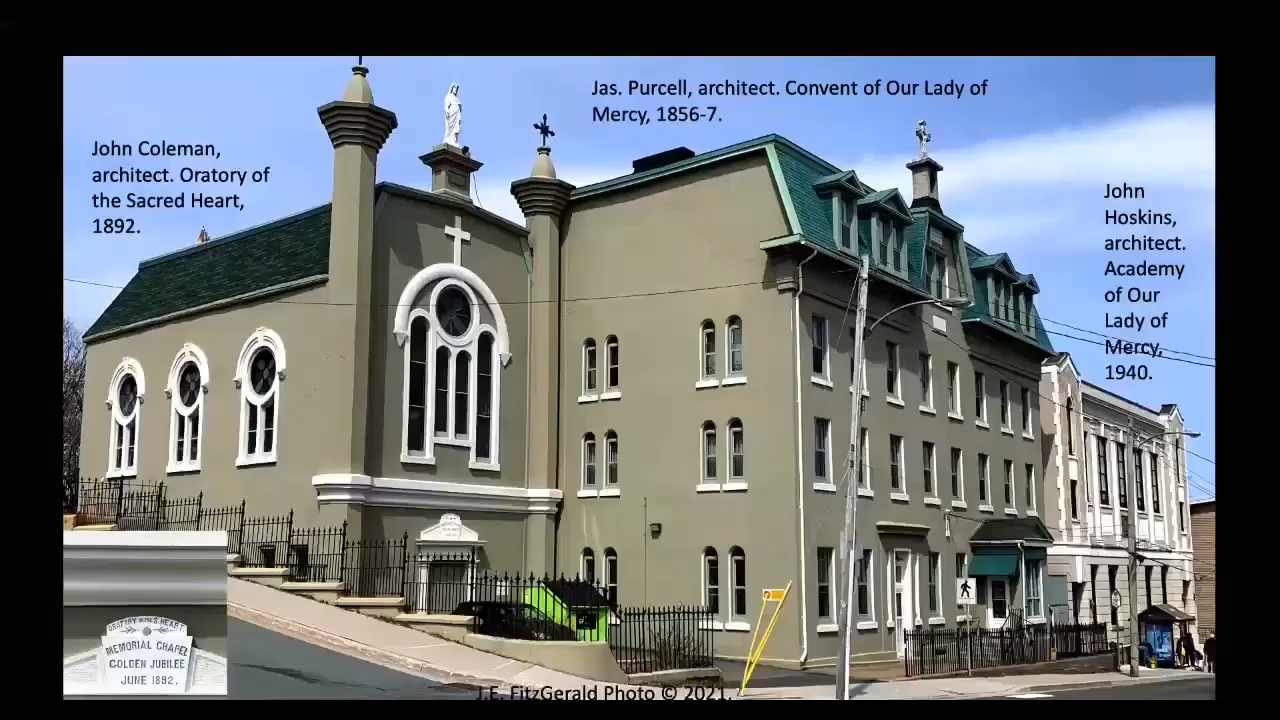 Jas. Purcell, architect. Convent of Our Lady of
Mercy, 1856-7.
John Coleman,
architect. Oratory of
the Sacred Heart,
1892.
John
Hoskins,
architect.
Academy
of Our
Lady of
Mercy,
1940.
ORATORY OF THE S. HEART.
MEMORIAL CHAPEL
GOLDEN JUBILEE
JUNE 1892.
J.E. FitzGerald Photo © 2021.